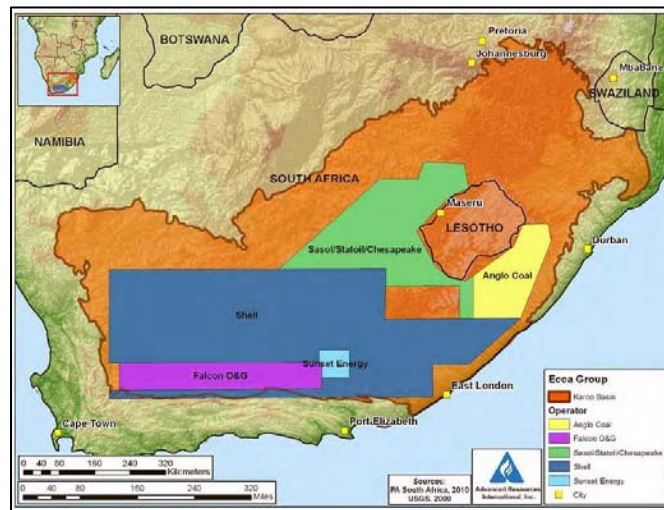 BOTSWANA
Pretoria
Johannesburg
Mbabane
SWAZILAND
NAMIBIA
SOUTH AFRICA
Maseru
LESOTHO
Sasol/Statoil/Chesapeake
Durban
Anglo Coal
Shell
Sunset Energy
Falcon O&G
East London
Cape Town
Port Elizabeth
Ecca Group
Karoo Basin
Operator
Anglo Coal
Falcon O&G
Sasol/Statoil/Chesapeake
Shell
Sunset Energy
City
0 40 80 160 240 320
Kilometers
0 40 80 160 240 320
Miles
Sources:
PA South Africa, 2010
USGS, 2000
Advanced Resources
International, Inc.